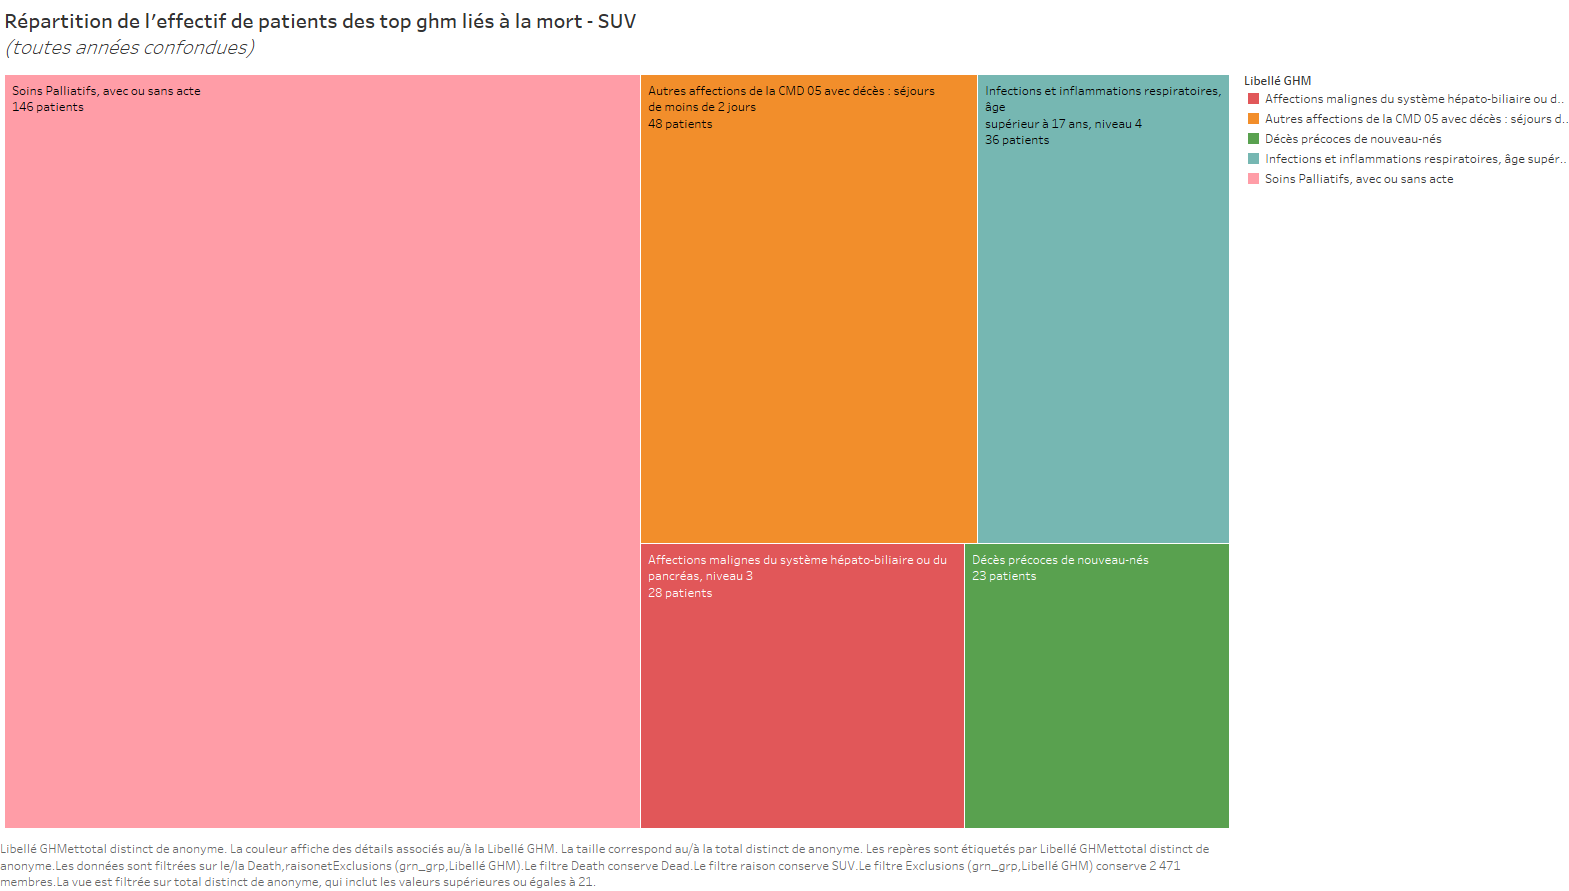 Répartition de l'effectif de patients des top ghm liés à la mort - SUV
(toutes années confondues)
Soins Palliatifs, avec ou sans acte
146 patients
Autres affections de la CMD 05 avec décès : séjours
de moins de 2 jours
48 patients
Infections et inflammations respiratoires,
âge
supérieur à 17 ans, niveau 4
36 patients
Affections malignes du système hépato-biliaire ou du
pancréas, niveau 3
28 patients
Décès précoces de nouveau-nés
23 patients
Libellé GHM
Affections malignes du système hépato-biliaire ou d..
Autres affections de la CMD 05 avec décès : séjours d..
Décès précoces de nouveau-nés
Infections et inflammations respiratoires, âge supér..
Soins Palliatifs, avec ou sans acte
Libellé GHMettotal distinct de anonyme. La couleur affiche des détails associés au/à la Libellé GHM. La taille correspond au/à la total distinct de anonyme. Les repères sont étiquetés par Libellé GHMettotal distinct de
anonyme.Les données sont filtrées sur le/la Death,raisonetExclusions (grn_grp,Libellé GHM).Le filtre Death conserve Dead.Le filtre raison conserve SUV.Le filtre Exclusions (grn_grp,Libellé GHM) conserve 2 471
membres.La vue est filtrée sur total distinct de anonyme, qui inclut les valeurs supérieures ou égales à 21.